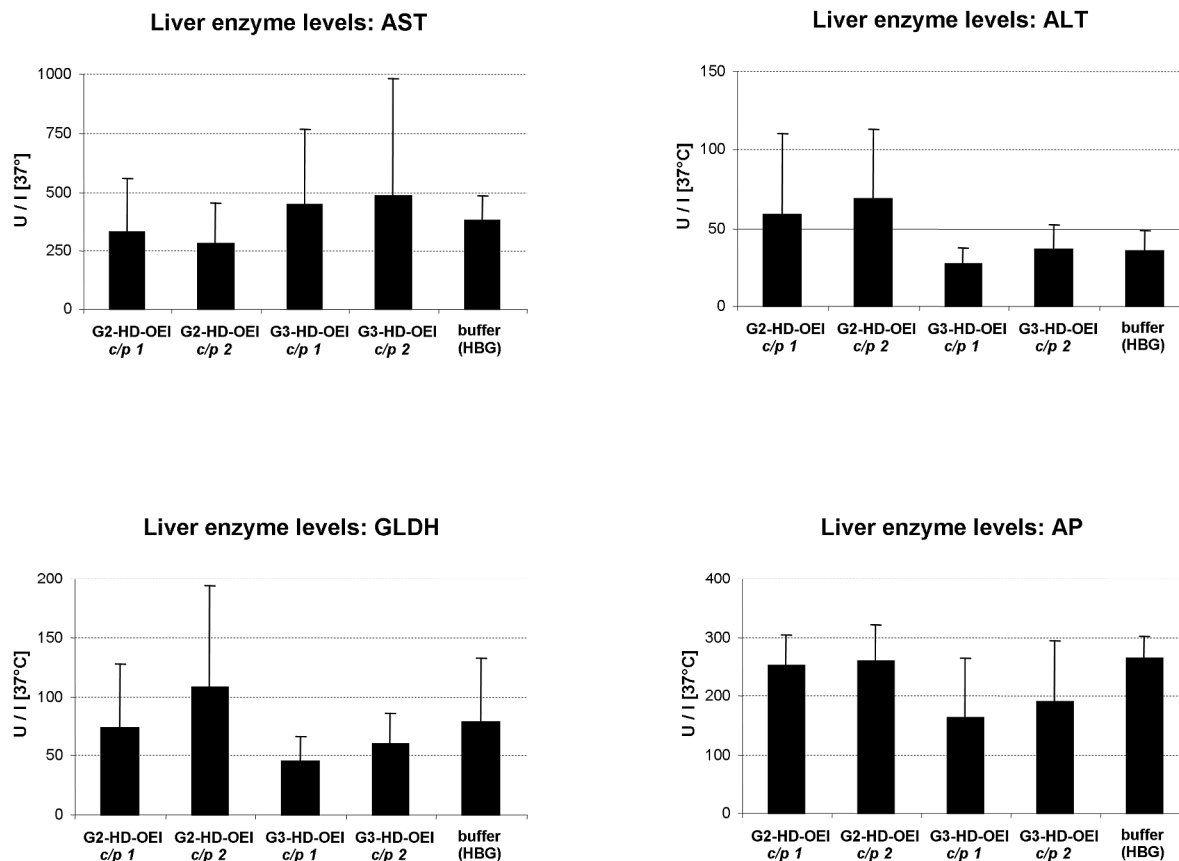 Liver enzyme levels: AST
1000
750
500
250
0
U / l [37°]
G2-HD-OEI G2-HD-OEI G3-HD-OEI G3-HD-OEI buffer
c/p 1 c/p 2 c/p 1 c/p 2 (HBG)
Liver enzyme levels: ALT
150
100
50
0
U / l [37°C]
G2-HD-OEI G2-HD-OEI G3-HD-OEI G3-HD-OEI buffer
c/p 1 c/p 2 c/p 1 c/p 2 (HBG)
Liver enzyme levels: GLDH
200
150
100
50
0
U / l [37°C]
G2-HD-OEI G2-HD-OEI G3-HD-OEI G3-HD-OEI buffer
c/p 1 c/p 2 c/p 1 c/p 2 (HBG)
Liver enzyme levels: AP
400
300
200
100
0
U / l [37°C]
G2-HD-OEI G2-HD-OEI G3-HD-OEI G3-HD-OEI buffer
c/p 1 c/p 2 c/p 1 c/p 2 (HBG)